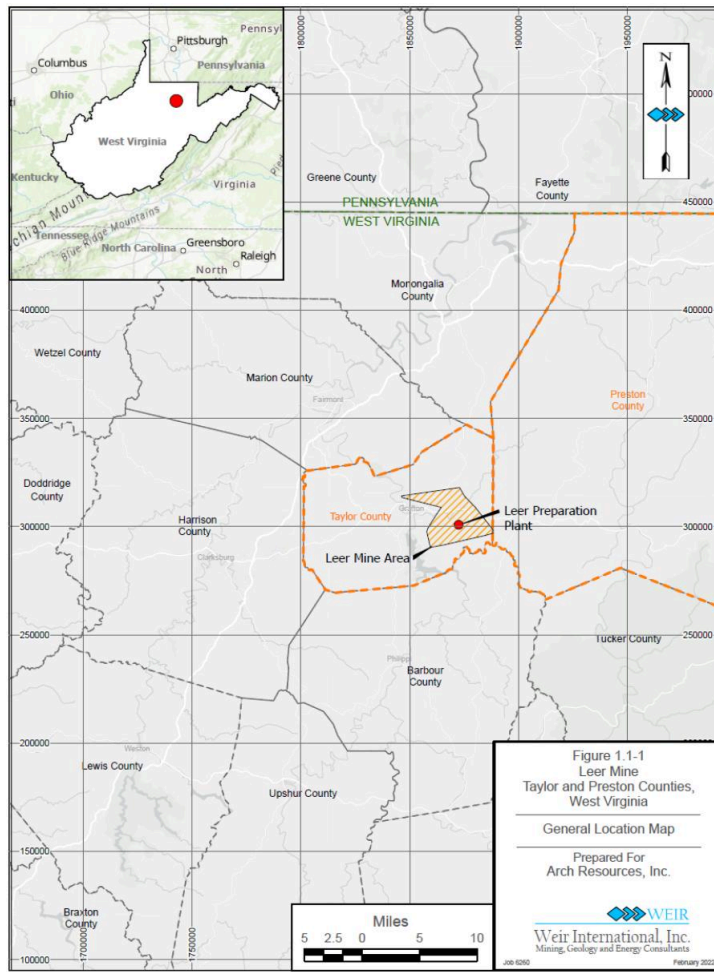 Pittsburgh
Pennsyl
Columbus
Pennsylvania
Ohio
West Virginia
Kentucky
Virginia
chian Moun
Tennessee
Blue Ridge Mountains
North Carolina
Greensboro
Raleigh
North
1800000
1850000
1900000
1950000
N
Greene County
Fayette
County
PENNSYLVANIA
WEST VIRGINIA
450000
Monongalia
County
400000
400000
Wetzel County
Marion County
Preston
County
Fairmont
350000
350000
Doddridge
County
Harrison
County
Taylor County
Grafton
Leer Preparation
Plant
300000
300000
Leer Mine Area
Clarksburg
250000
250000
Tucker County
Philippi
Barbour
County
200000
Weston
Lewis County
Upshur County
150000
Braxton
County
1700000
1750000
100000
Miles
5 2.5 0 5 10
Figure 1.1-1
Leer Mine
Taylor and Preston Counties,
West Virginia
General Location Map
Prepared For
Arch Resources, Inc.
WEIR
Weir International, Inc.
Mining, Geology and Energy Consultants
Job 6260
February 2022